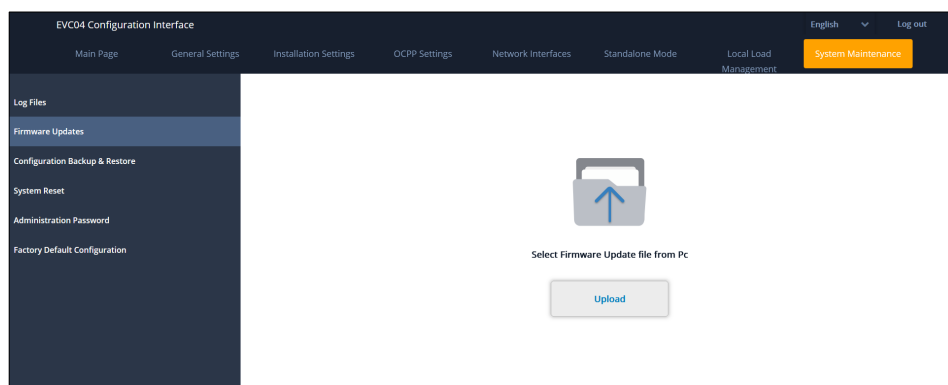 EVC04 Configuration Interface
English
Log out
Main Page
General Settings
Installation Settings
OCPP Settings
Network Interfaces
Standalone Mode
Local Load
Management
System Maintenance
Log Files
Firmware Updates
Configuration Backup & Restore
System Reset
Administration Password
Factory Default Configuration
Select Firmware Update file from Pc
Upload